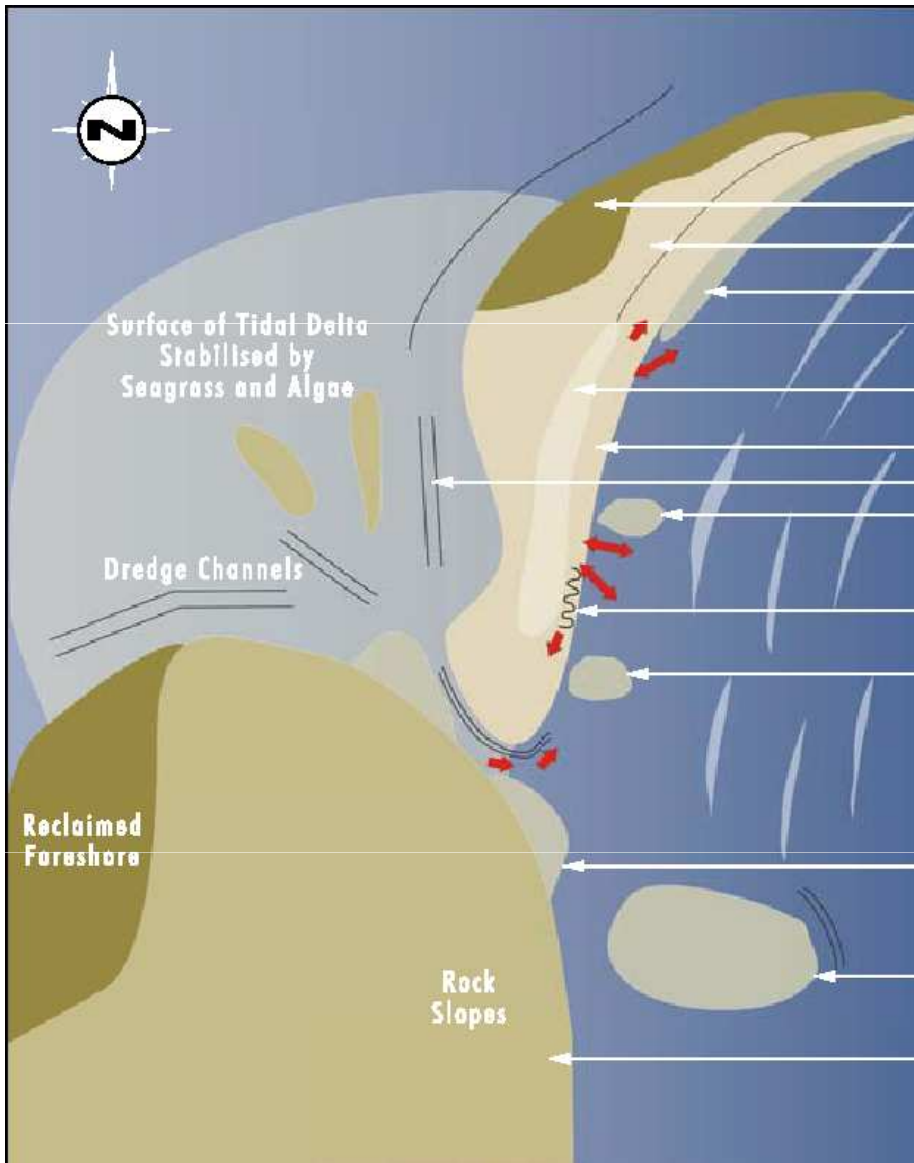 N
Surface of Tidal Delta
Stabilised by
Seagrass and Algae
Dredge Channels
Reclaimed
Foreshore
Rock
Slopes